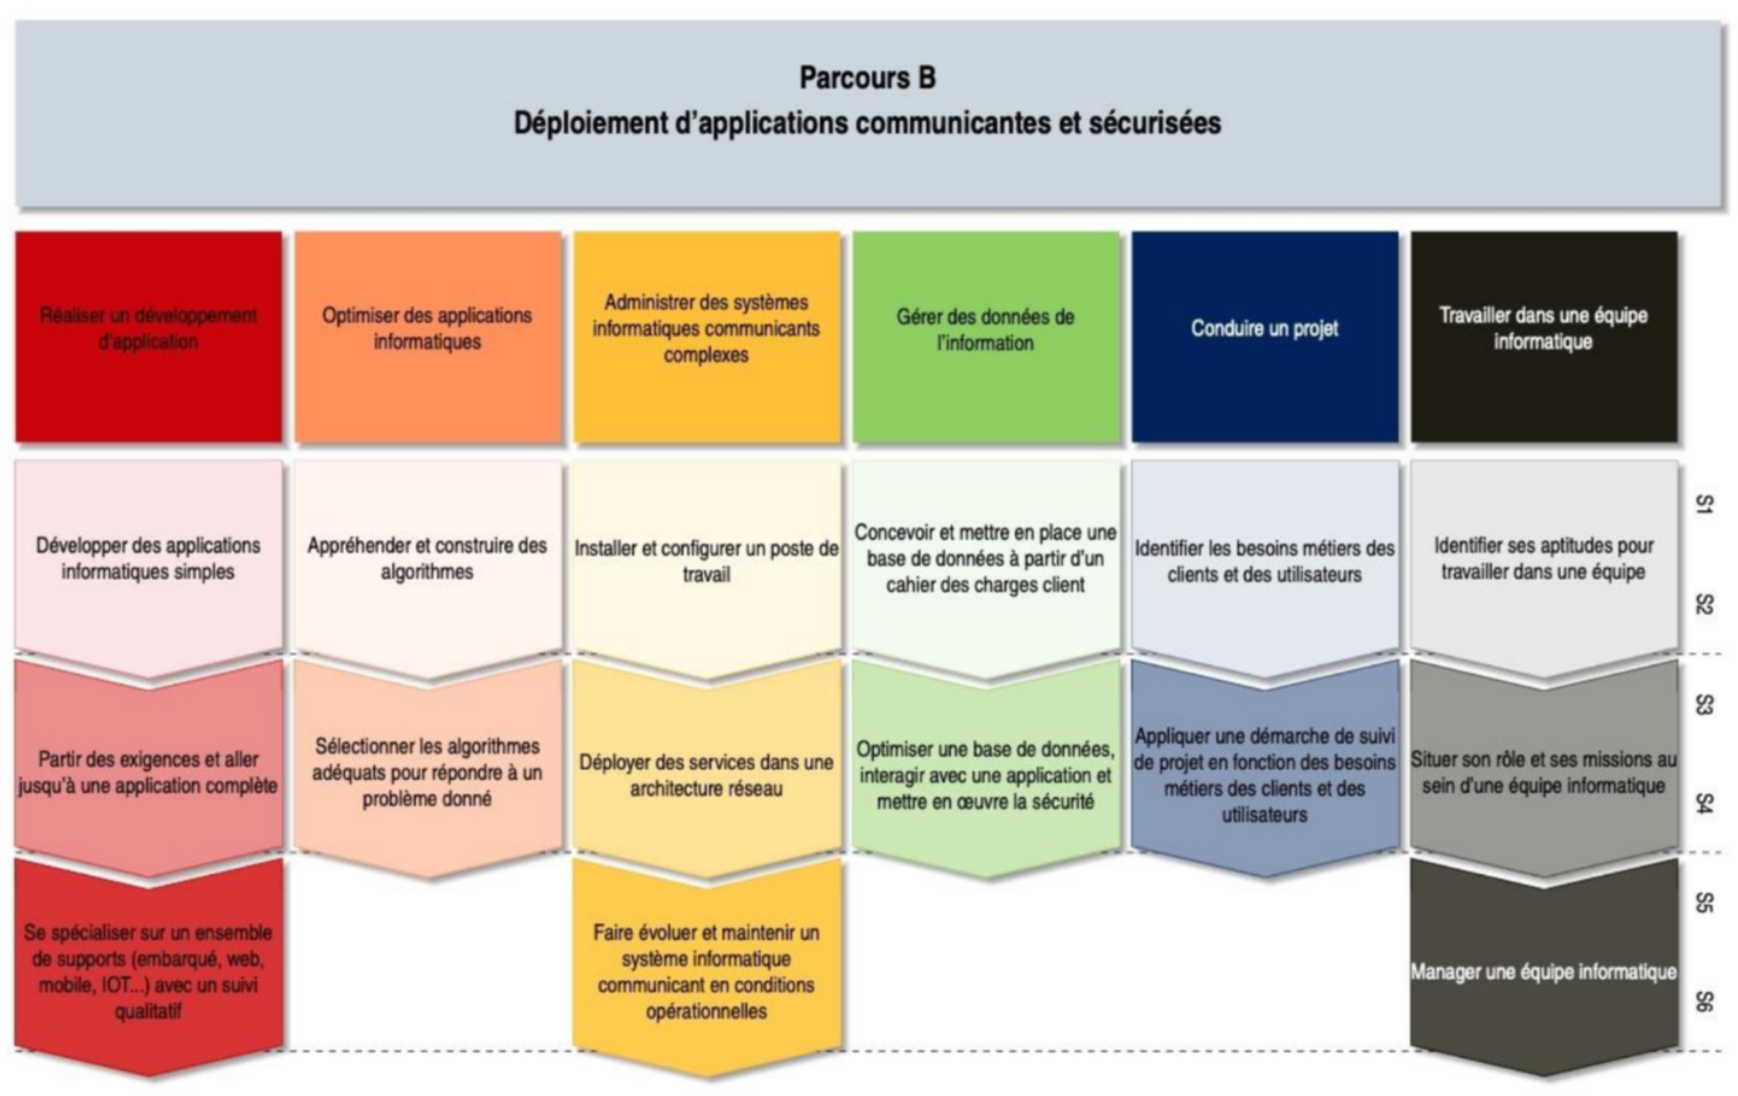 Parcours B
Déploiement d'applications communicantes et sécurisées
Réaliser un développement
d'application
Optimiser des applications
informatiques
Administrer des systèmes
informatiques communicants
complexes
Gérer des données de
l'information
Conduire un projet
Travailler dans une équipe
informatique
Développer des applications
informatiques simples
Appréhender et construire des
algorithmes
Installer et configurer un poste de
travail
Concevoir et mettre en place une
base de données à partir d'un
cahier des charges client
Identifier les besoins métiers des
clients et des utilisateurs
Identifier ses aptitudes pour
travailler dans une équipe
S1
S2
Partir des exigences et aller
jusqu'à une application complète
Sélectionner les algorithmes
adéquats pour répondre à un
problème donné
Déployer des services dans une
architecture réseau
Optimiser une base de données,
interagir avec une application et
mettre en œuvre la sécurité
Appliquer une démarche de suivi
de projet en fonction des besoins
métiers des clients et des
utilisateurs
Situer son rôle et ses missions au
sein d'une équipe informatique
S3
S4
Se spécialiser sur un ensemble
de supports (embarqué, web,
mobile, IOT...) avec un suivi
qualitatif
Faire évoluer et maintenir un
système informatique
communicant en conditions
opérationnelles
Manager une équipe informatique
S5
S6